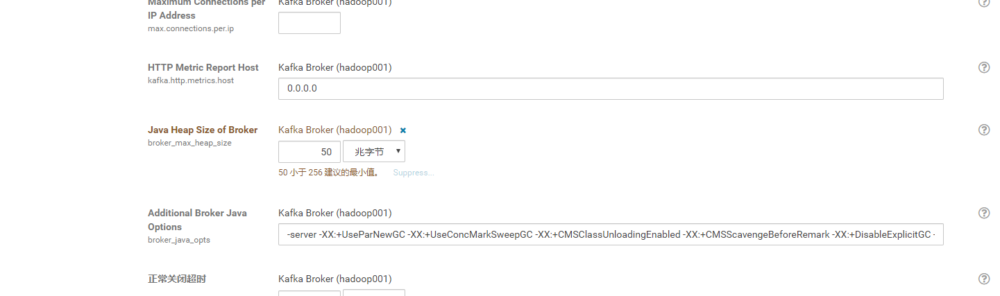 Maximum Connections per Kafka Broker (hadoop001)
IP Address
max.connections.per.ip
HTTP Metric Report Host Kafka Broker (hadoop001)
kafka.http.metrics.host
0.0.0.0
Java Heap Size of Broker Kafka Broker (hadoop001)
broker_max_heap_size
50 兆字节
50 小于 256 建议的最小值。 Suppress...
Additional Broker Java Kafka Broker (hadoop001)
Options
broker_java_opts
-server -XX:+UseParNewGC -XX:+UseConcMarkSweepGC -XX:+CMSClassUnloadingEnabled -XX:+CMSScavengeBeforeRemark -XX:+DisableExplicitGC -
正常关闭超时 Kafka Broker (hadoop001)